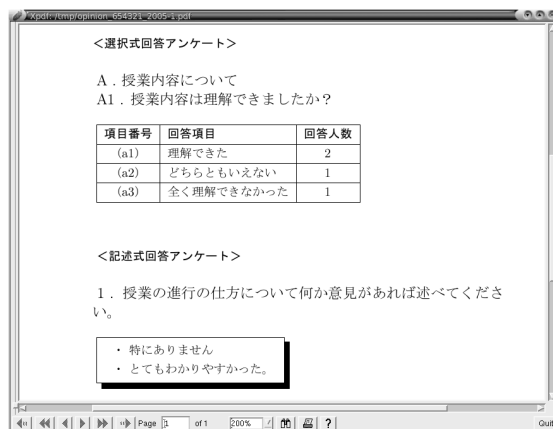 Xpdf: /tmp/opinion_654321_2005-1.pdf
＜選択式回答アンケート＞
A．授業内容について
A1．授業内容は理解できましたか？
項目番号 回答項目 回答人数
(a1) 理解できた 2
(a2) どちらともいえない 1
(a3) 全く理解できなかった 1
＜記述式回答アンケート＞
1．授業の進行の仕方について何か意見があれば述べてくださ
い。
・ 特にありません
・ とてもわかりやすかった。
Page 1 of 1 200% ? Quit